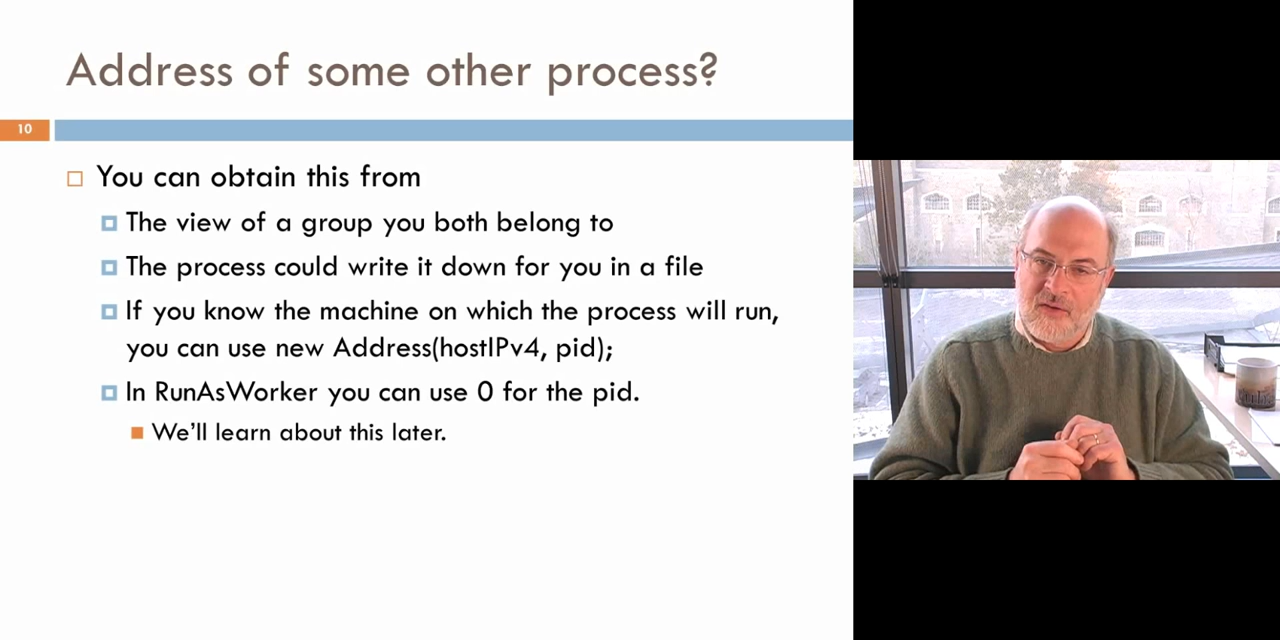 Address of some other process?
10
You can obtain this from
The view of a group you both belong to
The process could write it down for you in a file
If you know the machine on which the process will run,
you can use new Address(hostIPv4, pid);
In RunAsWorker you can use 0 for the pid.
We'll learn about this later.